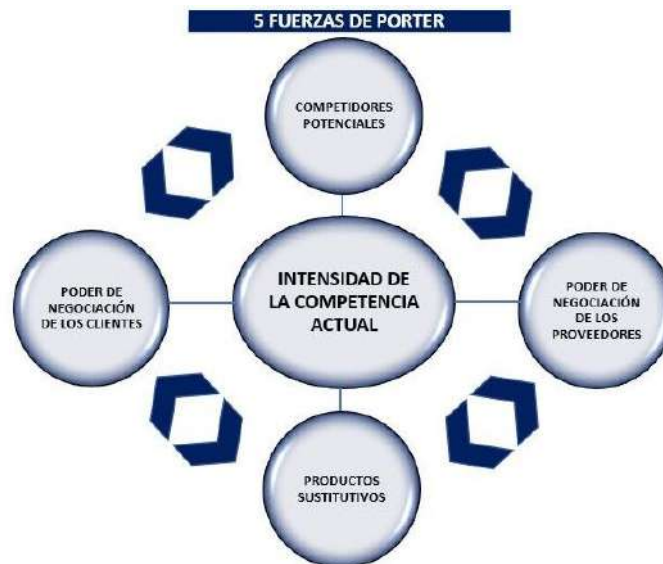 5 FUERZAS DE PORTER
COMPETIDORES
POTENCIALES
PODER DE
NEGOCIACIÓN
DE LOS CLIENTES
INTENSIDAD DE
LA COMPETENCIA
ACTUAL
PODER DE
NEGOCIACIÓN
DE LOS
PROVEEDORES
PRODUCTOS
SUSTITUTIVOS